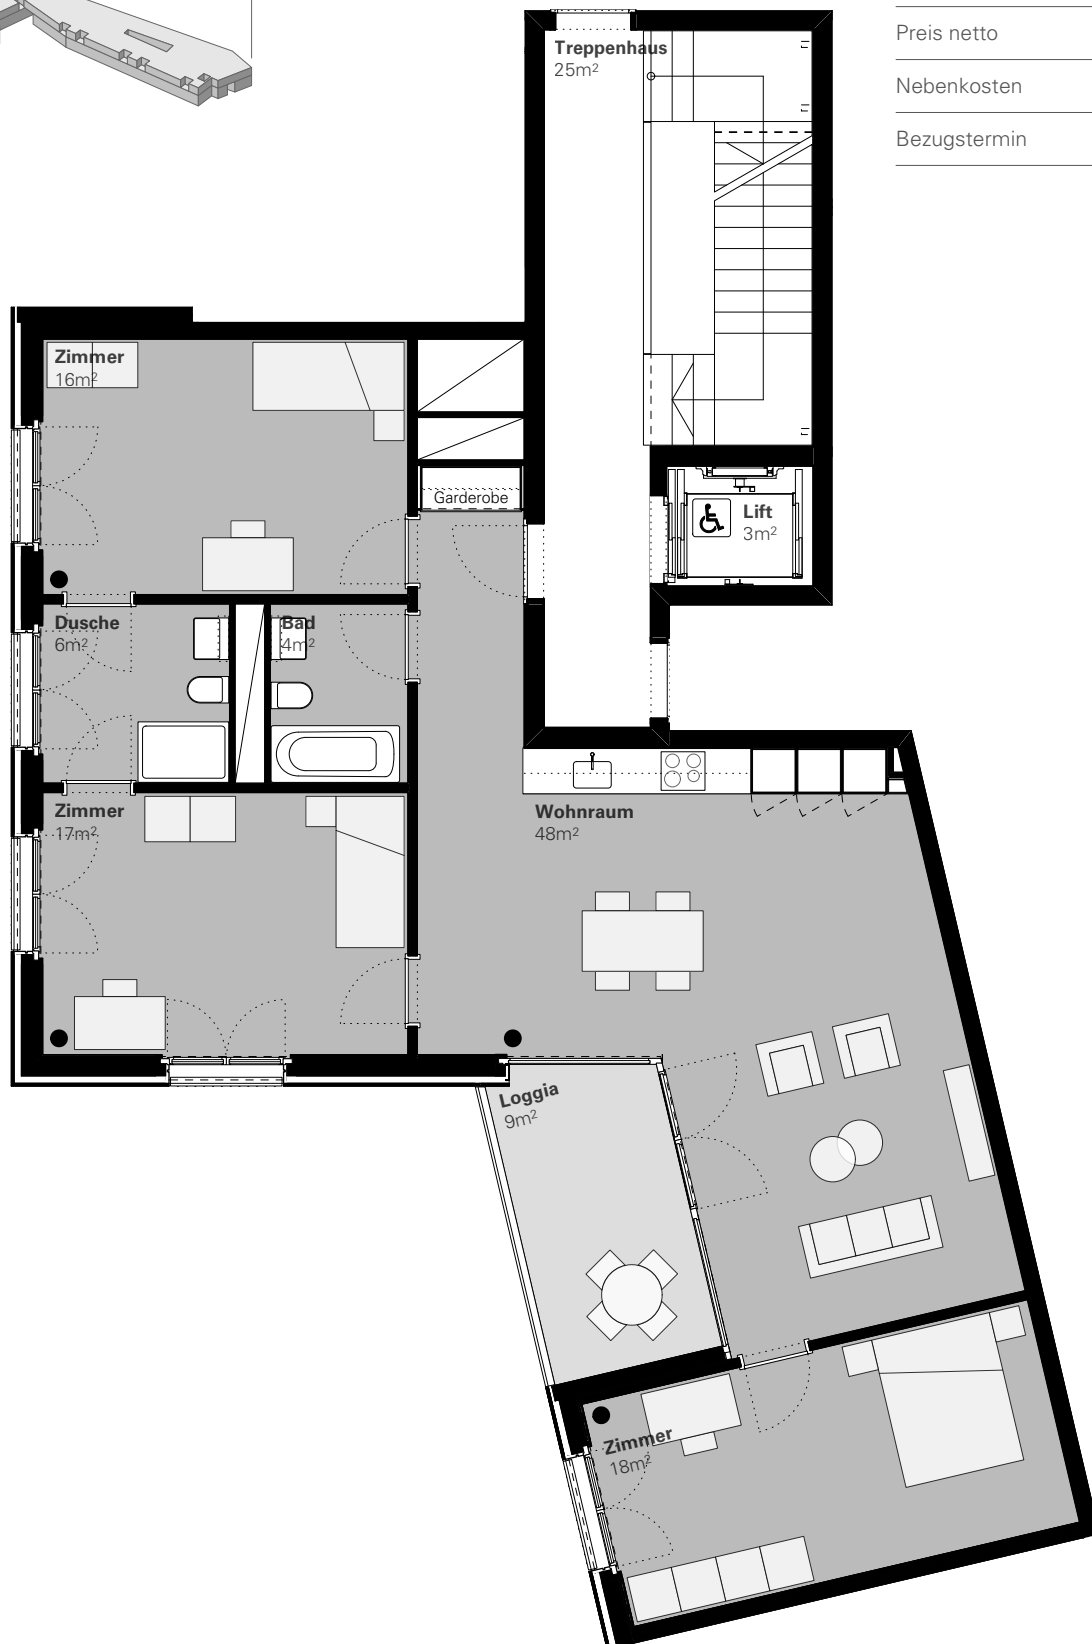 Treppenhaus
25m²
Preis netto
Nebenkosten
Bezugstermin
Zimmer
16m²
Garderobe
Lift
3m²
Dusche
6m²
Bad
4m²
Zimmer
17m²
Wohnraum
48m²
Loggia
9m²
Zimmer
18m²